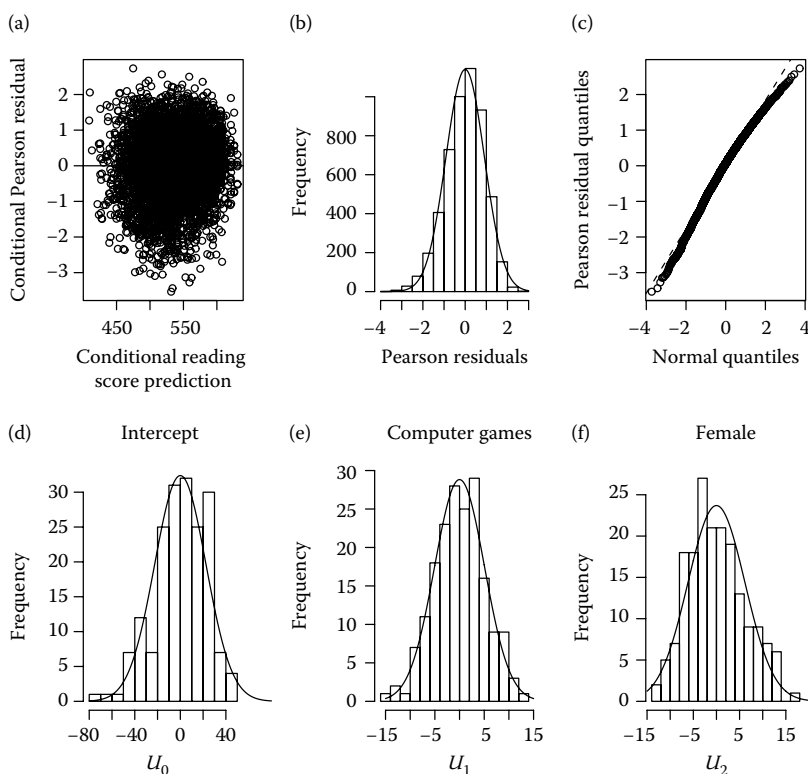 (a)
Conditional Pearson residual
2
1
0
−1
−2
−3
450 550
Conditional reading
score prediction
(b)
Frequency
800
600
400
200
0
−4 −2 0 2
Pearson residuals
(c)
Pearson residual quantiles
2
1
0
−1
−2
−3
−4 −2 0 2 4
Normal quantiles
(d) Intercept
Frequency
30
25
20
15
10
5
0
−80 −40 0 40
U0
(e) Computer games
Frequency
30
25
20
15
10
5
0
−15 −5 5 15
U1
(f) Female
Frequency
25
20
15
10
5
0
−15 −5 5 15
U2